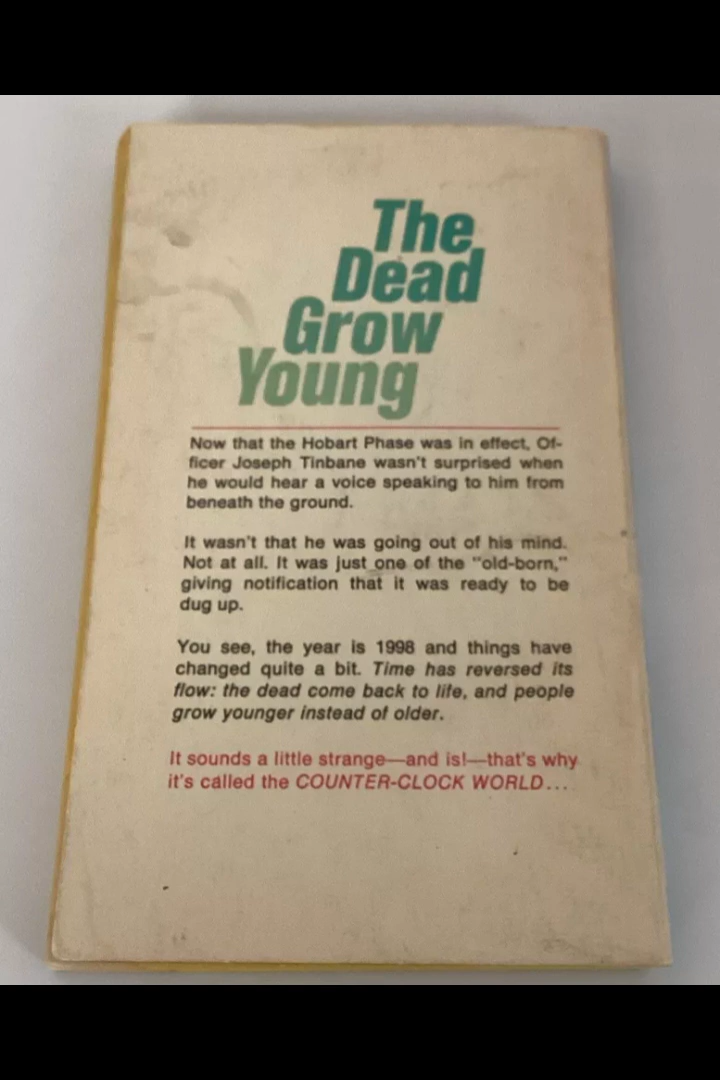 The
Dead
Grow
Young
Now that the Hobart Phase was in effect, Of-
ficer Joseph Tinbane wasn't surprised when
he would hear a voice speaking to him from
beneath the ground.
It wasn't that he was going out of his mind.
Not at all. It was just one of the "old-born,"
giving notification that it was ready to be
dug up.
You see, the year is 1998 and things have
changed quite a bit. Time has reversed its
flow: the dead come back to life, and people
grow younger instead of older.
It sounds a little strange—and is!—that's why
it's called the COUNTER-CLOCK WORLD...